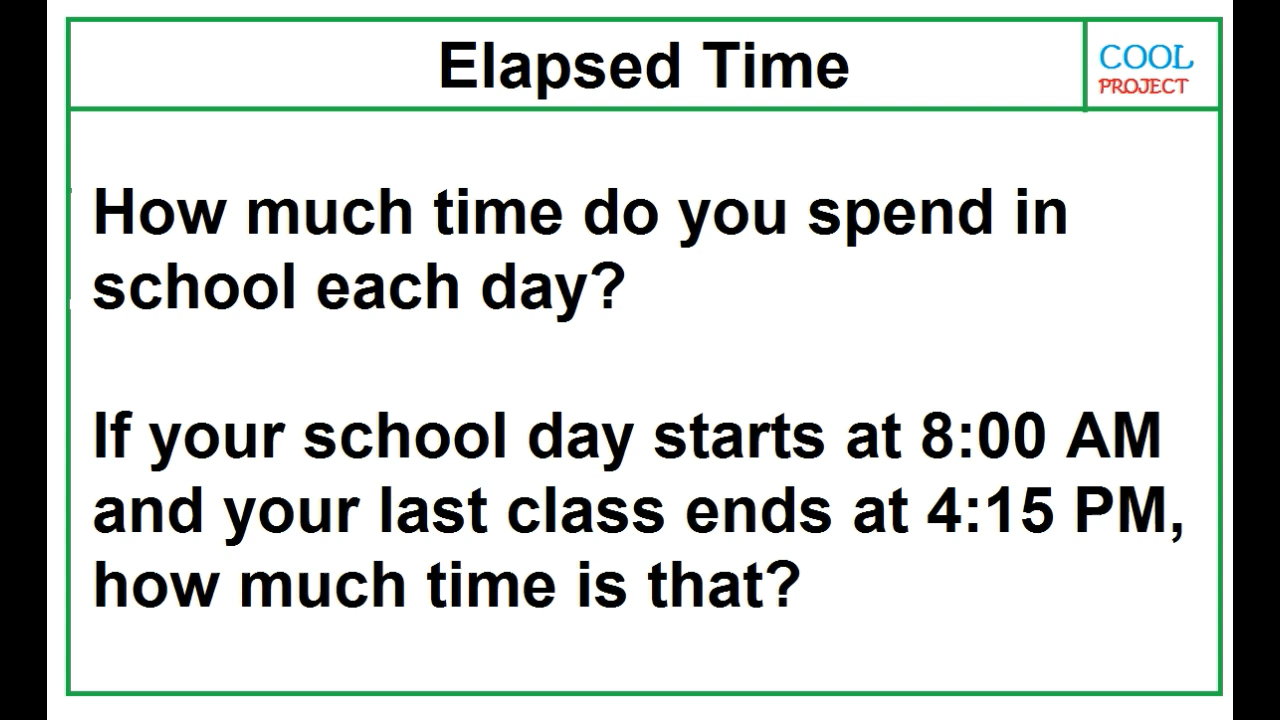 Elapsed Time
COOL
PROJECT
How much time do you spend in
school each day?
If your school day starts at 8:00 AM
and your last class ends at 4:15 PM,
how much time is that?